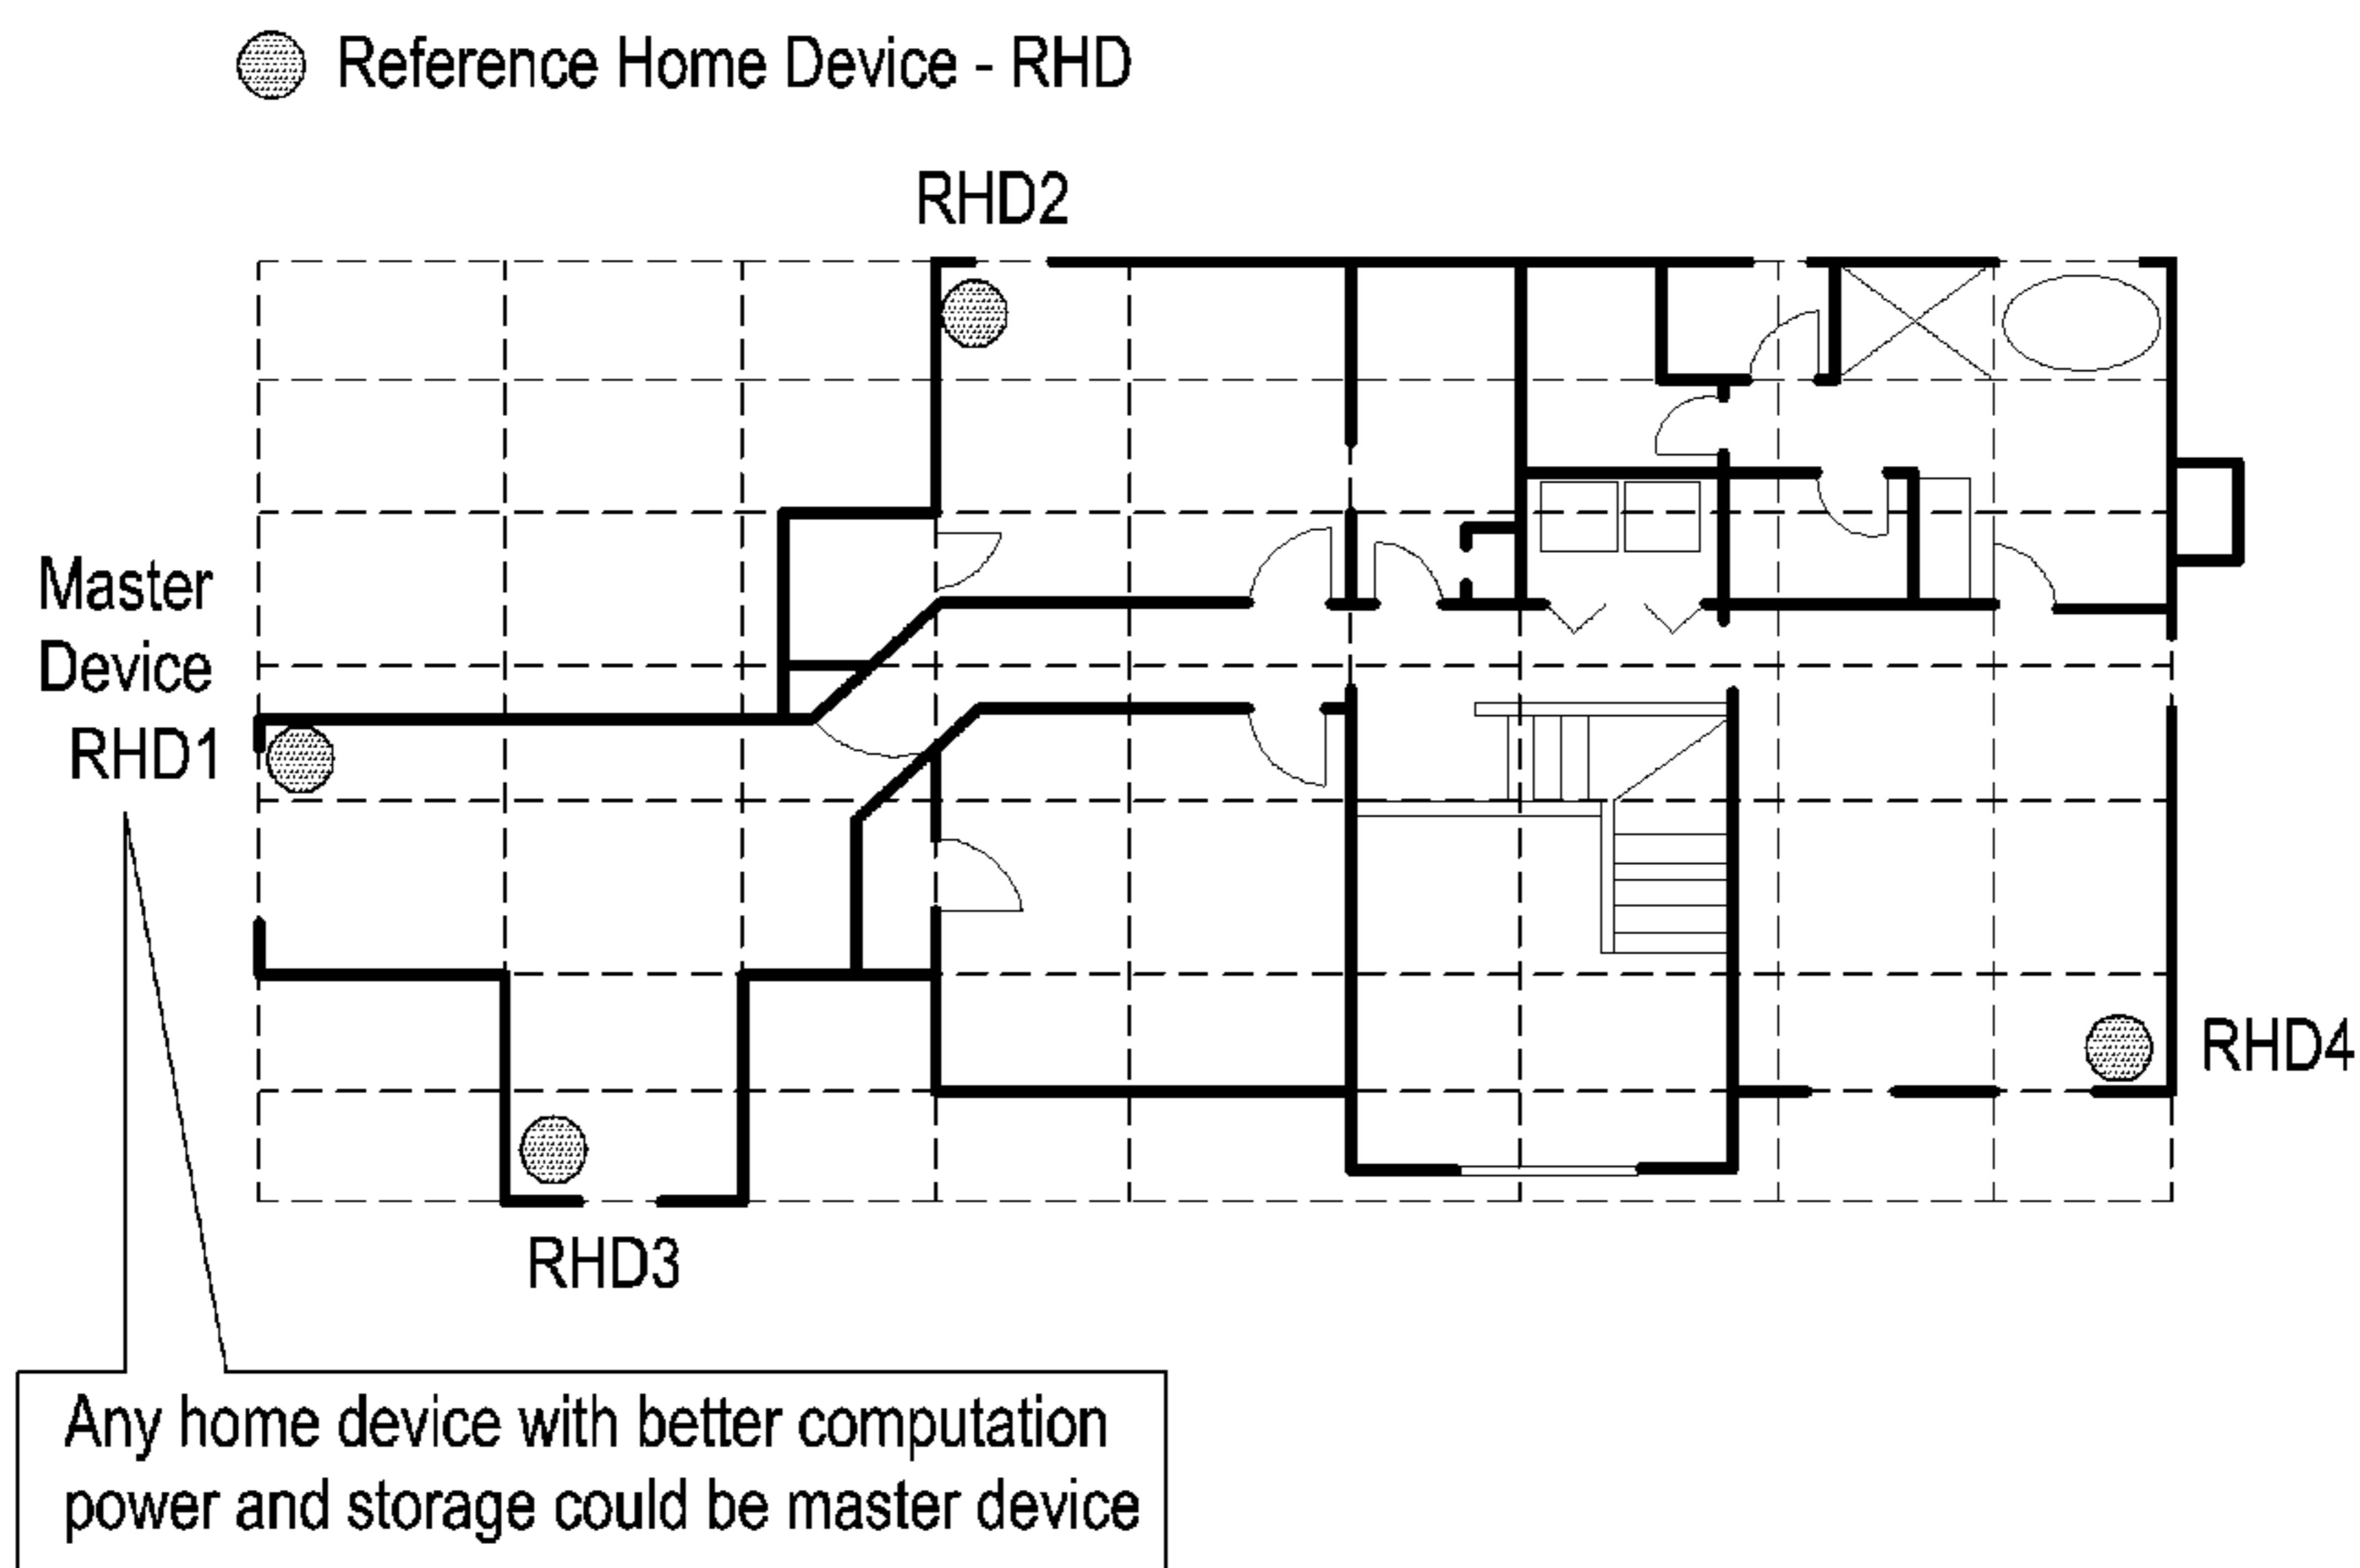 Reference Home Device - RHD
RHD2
Master
Device
RHD1
RHD4
RHD3
Any home device with better computation
power and storage could be master device